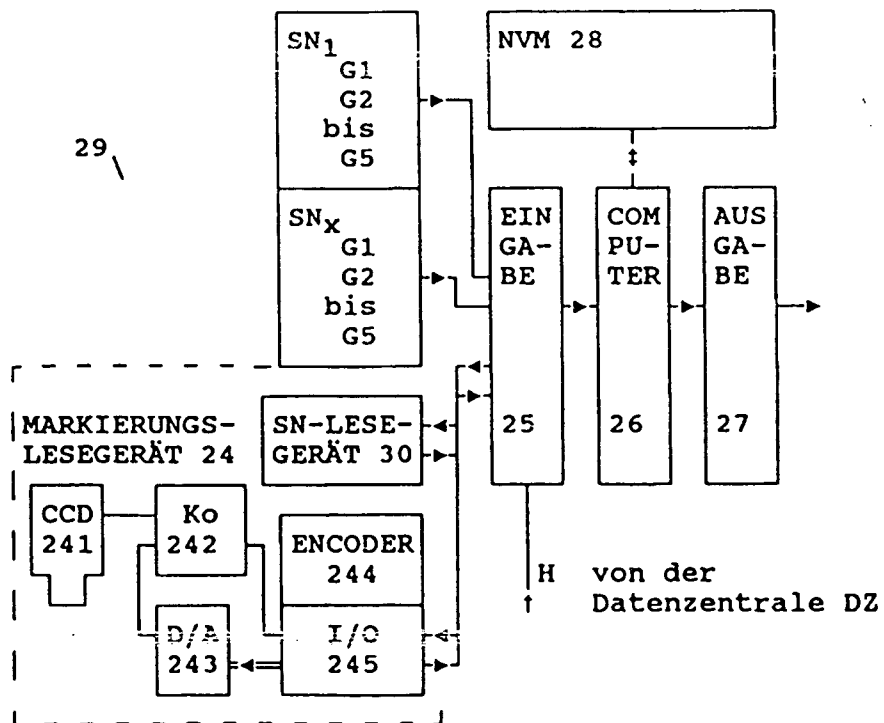 SN1
G1
G2
bis
G5
SNx
G1
G2
bis
G5
NVM 28
29
EIN
GA-
BE
25
COM
PU-
TER
26
AUS
GA-
BE
27
MARKIERUNGS-
LESEGERÄT 24
SN-LESE-
GERÄT 30
CCD
241
Ko
242
ENCODER
244
D/A
243
I/O
245
H von der
Datenzentrale DZ